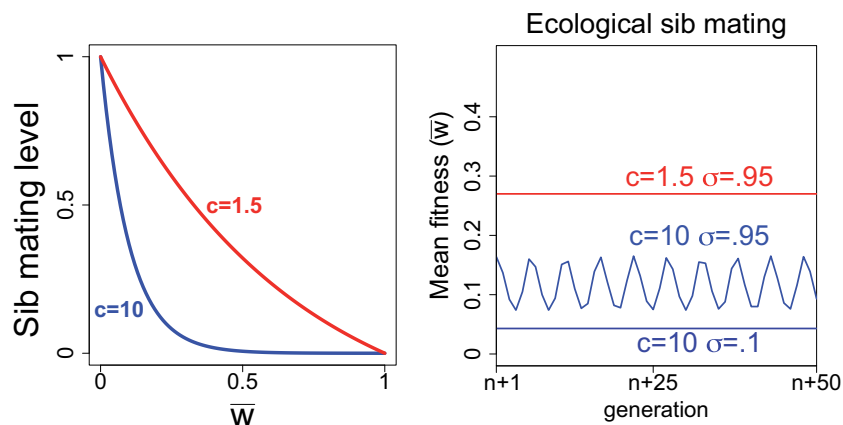 Sib mating level
1
0.5
0
c=1.5
c=10
0
0.5
1
w̅
Ecological sib mating
Mean fitness (w̅)
0.4
0.3
0.2
0.1
0
c=1.5 σ=.95
c=10 σ=.95
c=10 σ=.1
n+1
n+25
n+50
generation